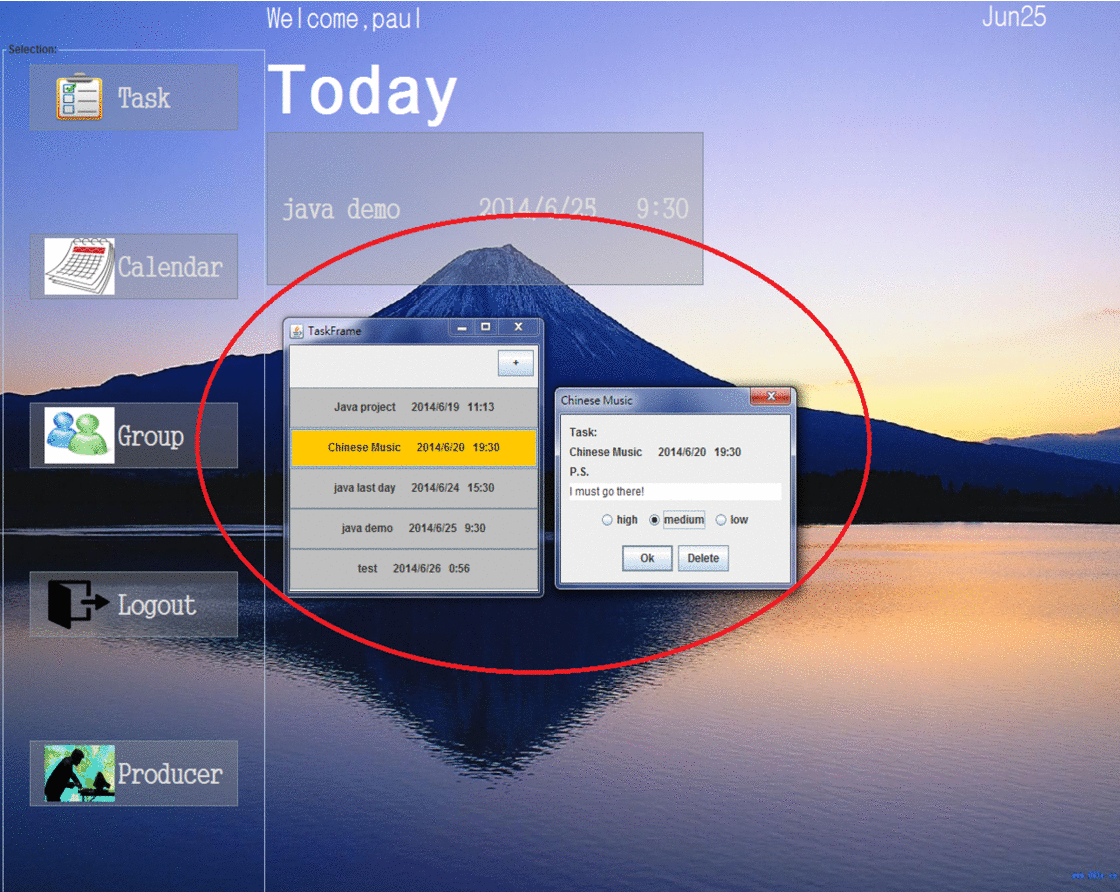 Welcome,paul
Jun25
Selection:
Task
Calendar
Group
Logout
Producer
Today
java demo 2014/6/25 9:30
TaskFrame
+
Java project 2014/6/19 11:13
Chinese Music 2014/6/20 19:30
java last day 2014/6/24 15:30
java demo 2014/6/25 9:30
test 2014/6/26 0:56
Chinese Music
Task:
Chinese Music 2014/6/20 19:30
P.S.
I must go there!
high medium low
Ok Delete